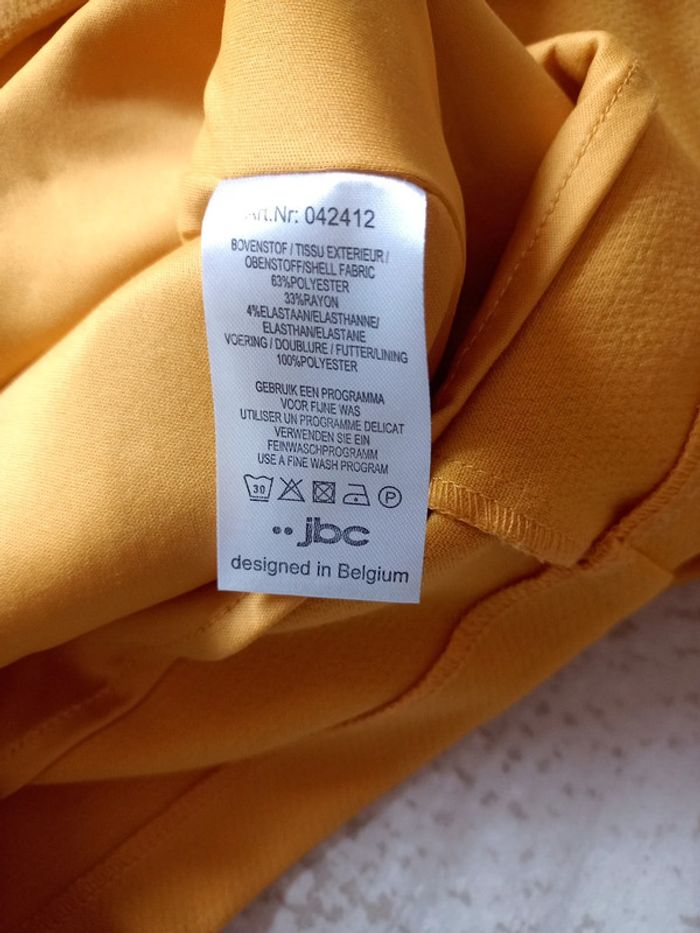 Art.Nr: 042412
BOVENSTOF / TISSU EXTERIEUR /
OBENSTOFF/SHELL FABRIC
63%POLYESTER
33%RAYON
4%ELASTAAN/ELASTHANNE/
ELASTHAN/ELASTANE
VOERING / DOUBLURE / FUTTER/LINING
100%POLYESTER
GEBRUIK EEN PROGRAMMA
VOOR FIJNE WAS
UTILISER UN PROGRAMME DELICAT
VERWENDEN SIE EIN
FEINWASCHPROGRAMM
USE A FINE WASH PROGRAM
30 P
jbc
designed in Belgium